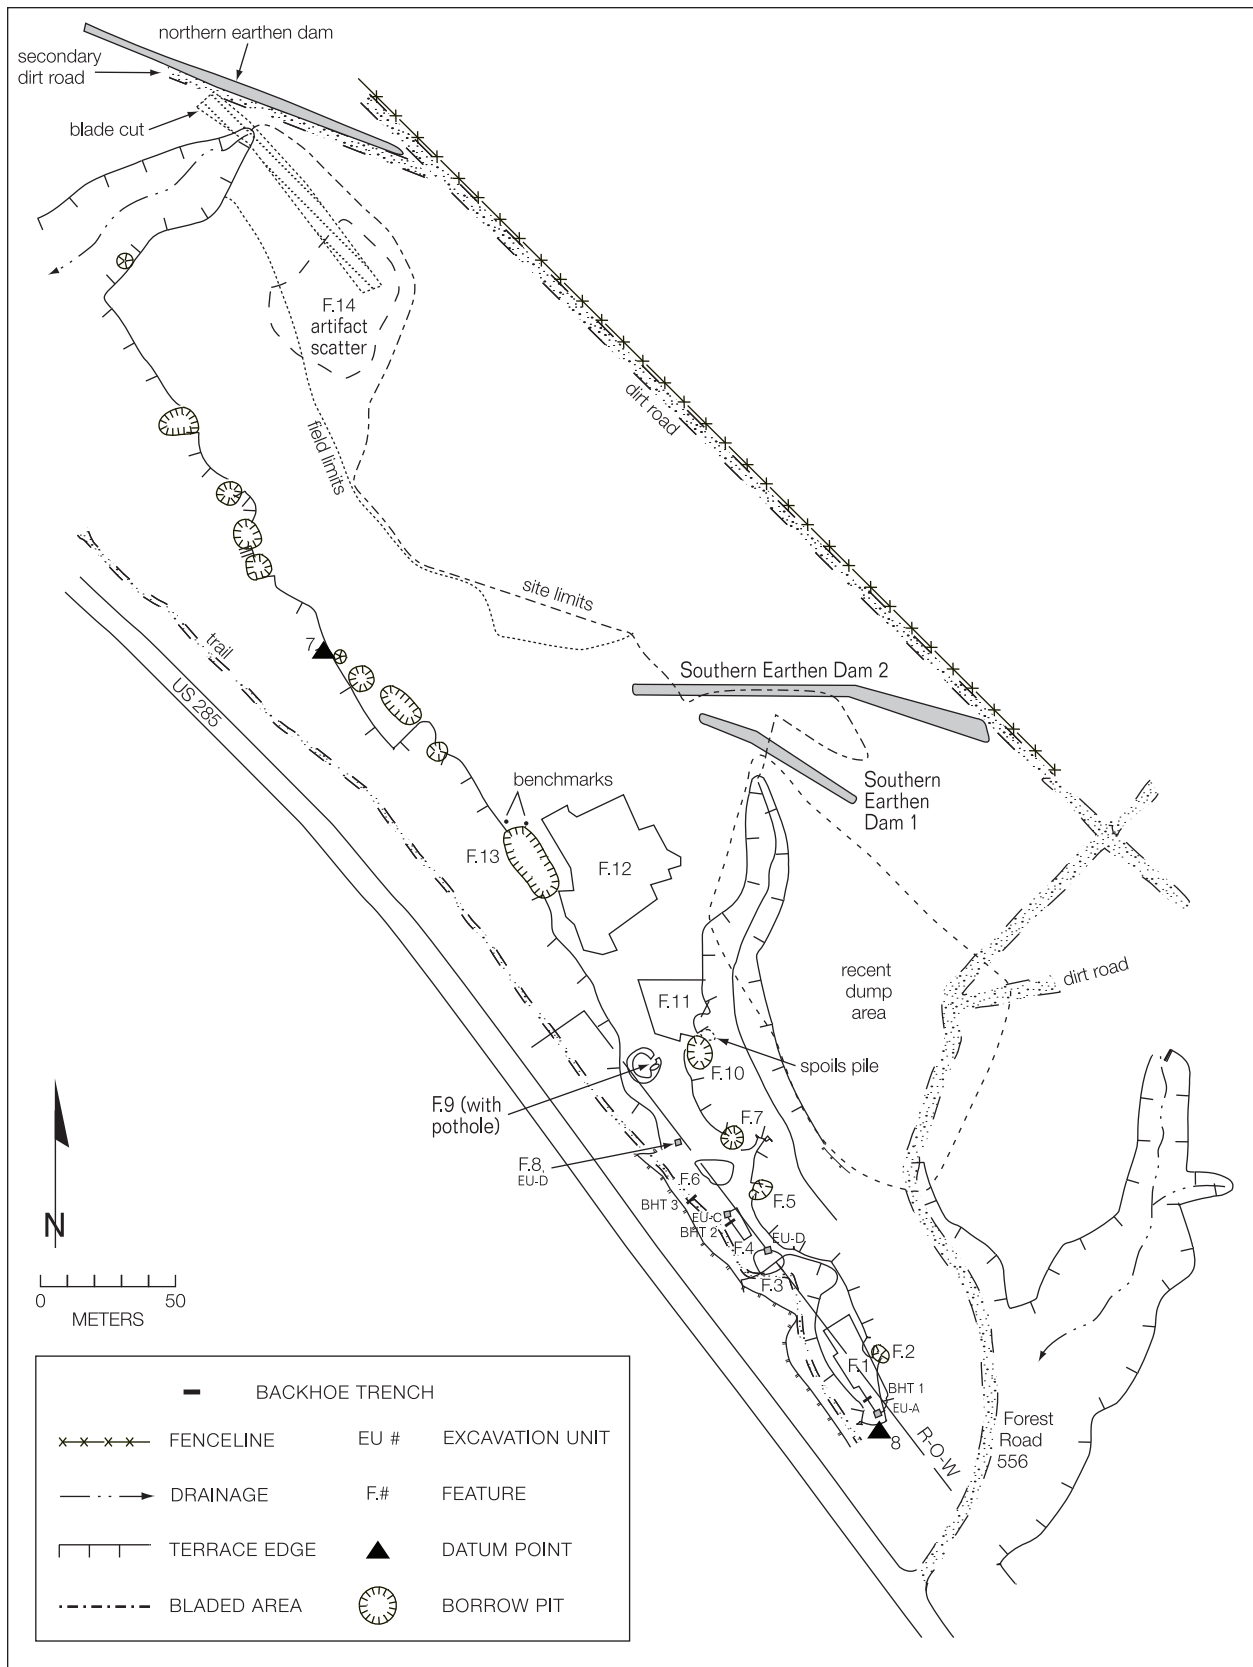 northern earthen dam
secondary
dirt road
blade cut
F.14
artifact
scatter
dirt road
field limits
site limits
trail
US 285
7
Southern Earthen Dam 2
Southern
Earthen
Dam 1
benchmarks
F.13
F.12
F.11
recent
dump
area
dirt road
spoils pile
F.10
F.9 (with
pothole)
F.7
F.8,
EU-D
F.6
F.5
BHT 3
EU-C
BHT 2
F.4
EU-D
F.3
F.1
F.2
BHT 1
EU-A
8
R-O-W
Forest
Road
556
N
0 50
METERS
BACKHOE TRENCH
FENCELINE EU # EXCAVATION UNIT
DRAINAGE F.# FEATURE
TERRACE EDGE DATUM POINT
BLADED AREA BORROW PIT